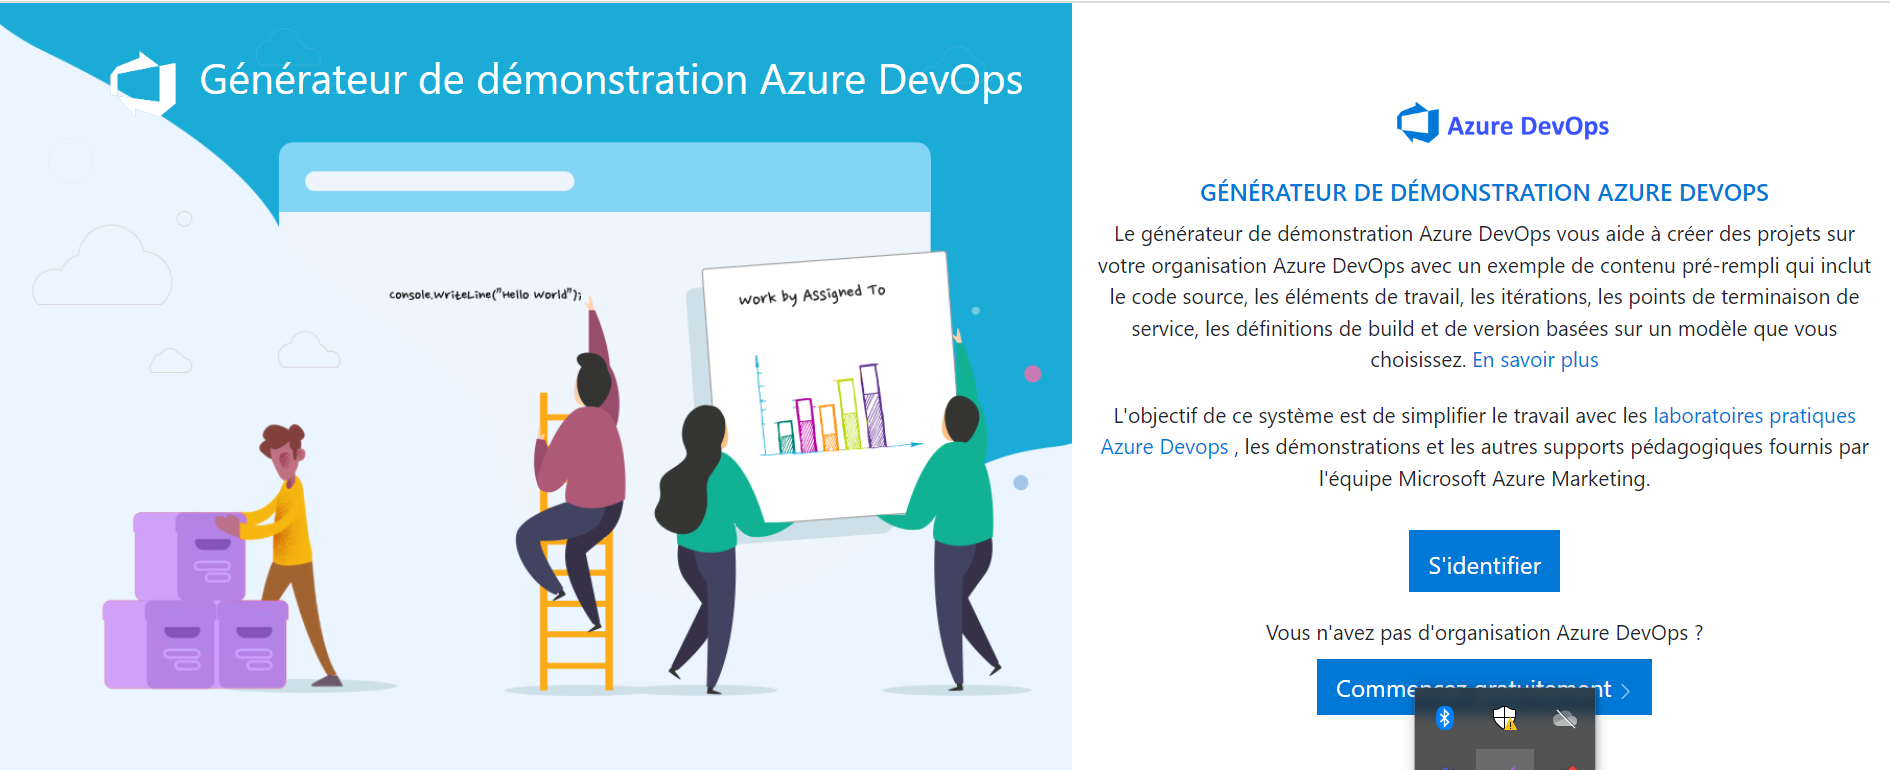 Générateur de démonstration Azure DevOps
console.WriteLine("Hello World");
Work by Assigned To
Azure DevOps
GÉNÉRATEUR DE DÉMONSTRATION AZURE DEVOPS
Le générateur de démonstration Azure DevOps vous aide à créer des projets sur
votre organisation Azure DevOps avec un exemple de contenu pré-rempli qui inclut
le code source, les éléments de travail, les itérations, les points de terminaison de
service, les définitions de build et de version basées sur un modèle que vous
choisissez. En savoir plus
L'objectif de ce système est de simplifier le travail avec les laboratoires pratiques
Azure Devops , les démonstrations et les autres supports pédagogiques fournis par
l'équipe Microsoft Azure Marketing.
S'identifier
Vous n'avez pas d'organisation Azure DevOps ?
Commencez gratuitement